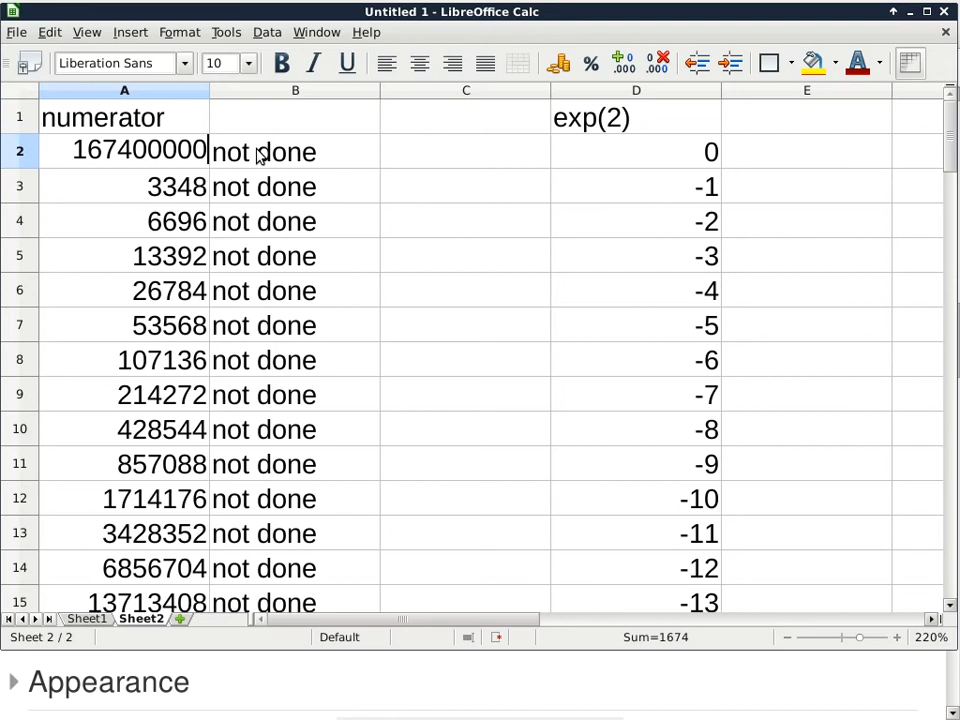 Untitled 1 - LibreOffice Calc
File Edit View Insert Format Tools Data Window Help
Liberation Sans 10 B I U % .000 .000 A
A B C D E
1 numerator exp(2)
2 167400000 not done 0
3 3348 not done -1
4 6696 not done -2
5 13392 not done -3
6 26784 not done -4
7 53568 not done -5
8 107136 not done -6
9 214272 not done -7
10 428544 not done -8
11 857088 not done -9
12 1714176 not done -10
13 3428352 not done -11
14 6856704 not done -12
15 13713408 not done -13
Sheet1 Sheet2
Sheet 2 / 2 Default Sum=1674 220%
Appearance